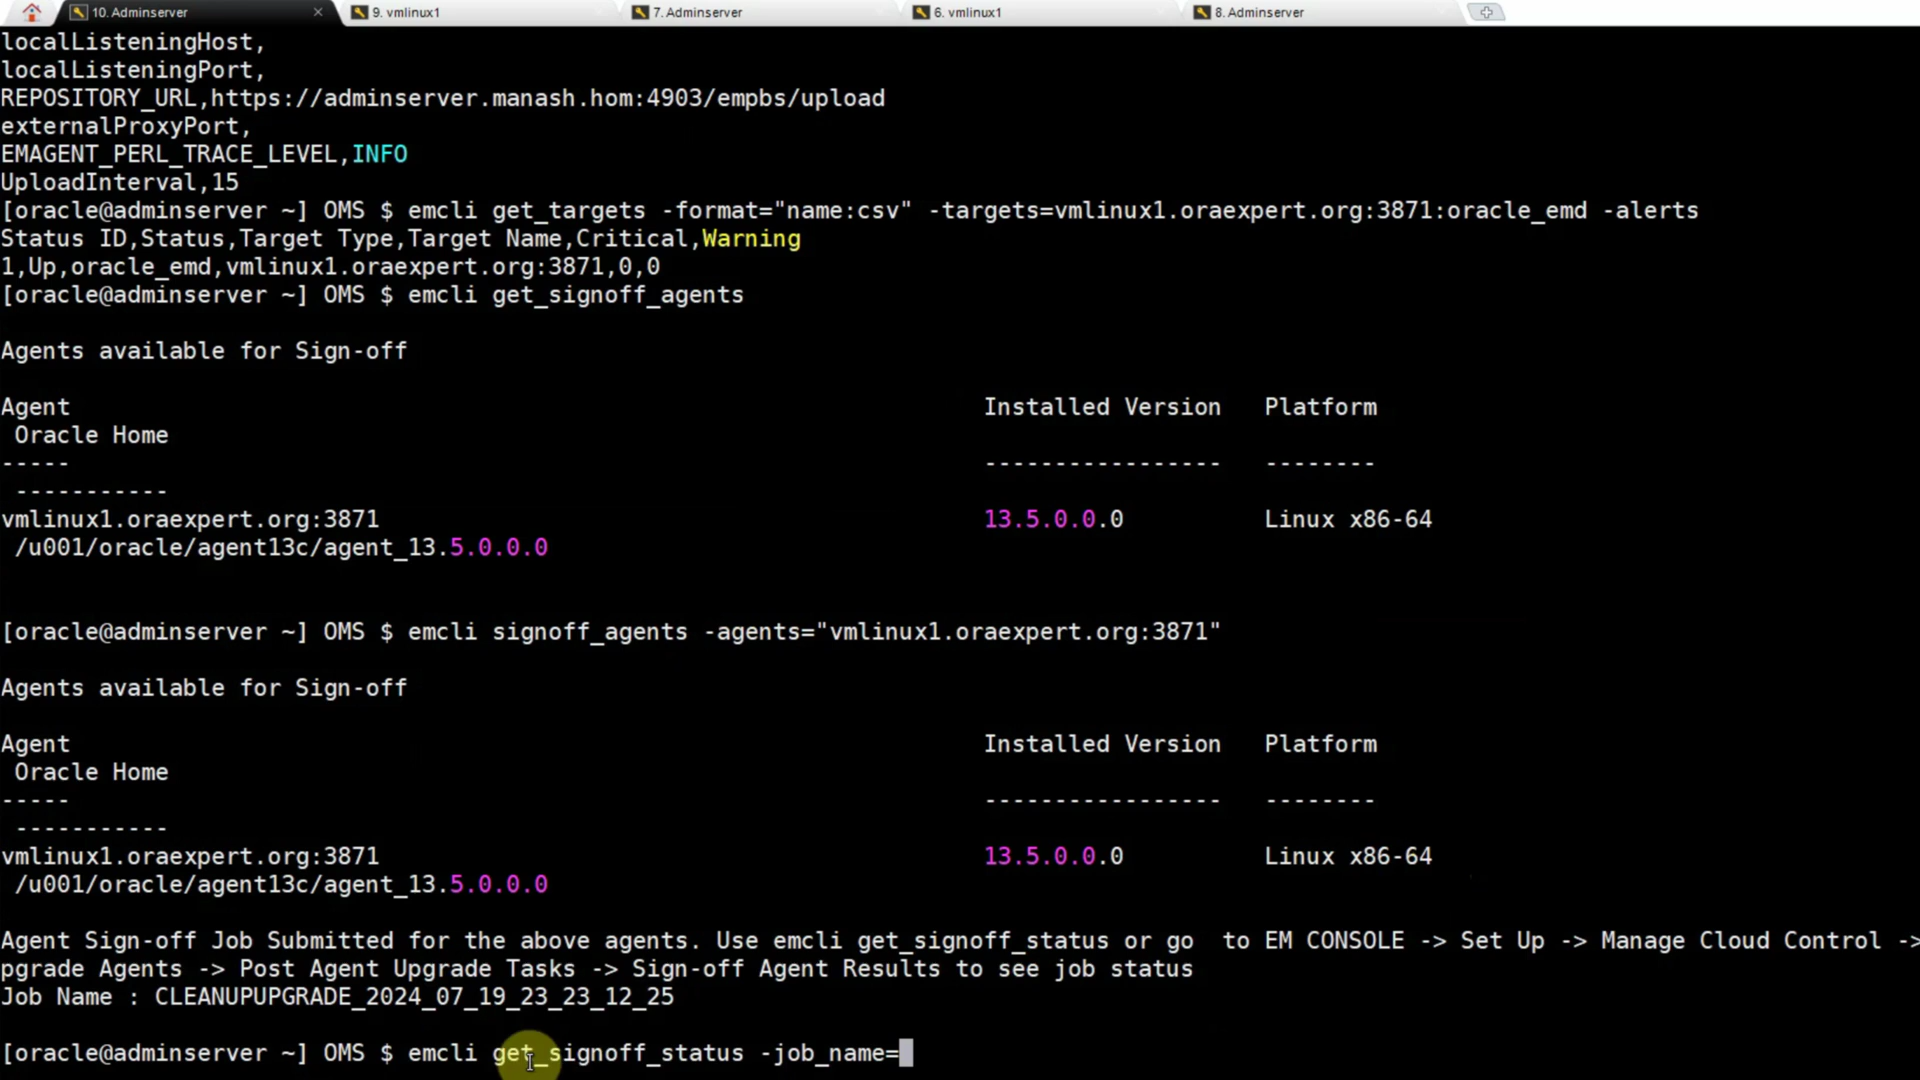 10. Adminserver
9. vmlinux1
7. Adminserver
6. vmlinux1
8. Adminserver
localListeningHost,
localListeningPort,
REPOSITORY_URL,https://adminserver.manash.hom:4903/empbs/upload
externalProxyPort,
EMAGENT_PERL_TRACE_LEVEL,INFO
UploadInterval,15
[oracle@adminserver ~] OMS $ emcli get_targets -format="name:csv" -targets=vmlinux1.oraexpert.org:3871:oracle_emd -alerts
Status ID,Status,Target Type,Target Name,Critical,Warning
1,Up,oracle_emd,vmlinux1.oraexpert.org:3871,0,0
[oracle@adminserver ~] OMS $ emcli get_signoff_agents
Agents available for Sign-off
Agent Installed Version Platform
Oracle Home
----- ----------------- --------
-----------
vmlinux1.oraexpert.org:3871 13.5.0.0.0 Linux x86-64
/u001/oracle/agent13c/agent_13.5.0.0.0
[oracle@adminserver ~] OMS $ emcli signoff_agents -agents="vmlinux1.oraexpert.org:3871"
Agents available for Sign-off
Agent Installed Version Platform
Oracle Home
----- ----------------- --------
-----------
vmlinux1.oraexpert.org:3871 13.5.0.0.0 Linux x86-64
/u001/oracle/agent13c/agent_13.5.0.0.0
Agent Sign-off Job Submitted for the above agents. Use emcli get_signoff_status or go  to EM CONSOLE -> Set Up -> Manage Cloud Control ->
pgrade Agents -> Post Agent Upgrade Tasks -> Sign-off Agent Results to see job status
Job Name : CLEANUPUPGRADE_2024_07_19_23_23_12_25
[oracle@adminserver ~] OMS $ emcli get_signoff_status -job_name=